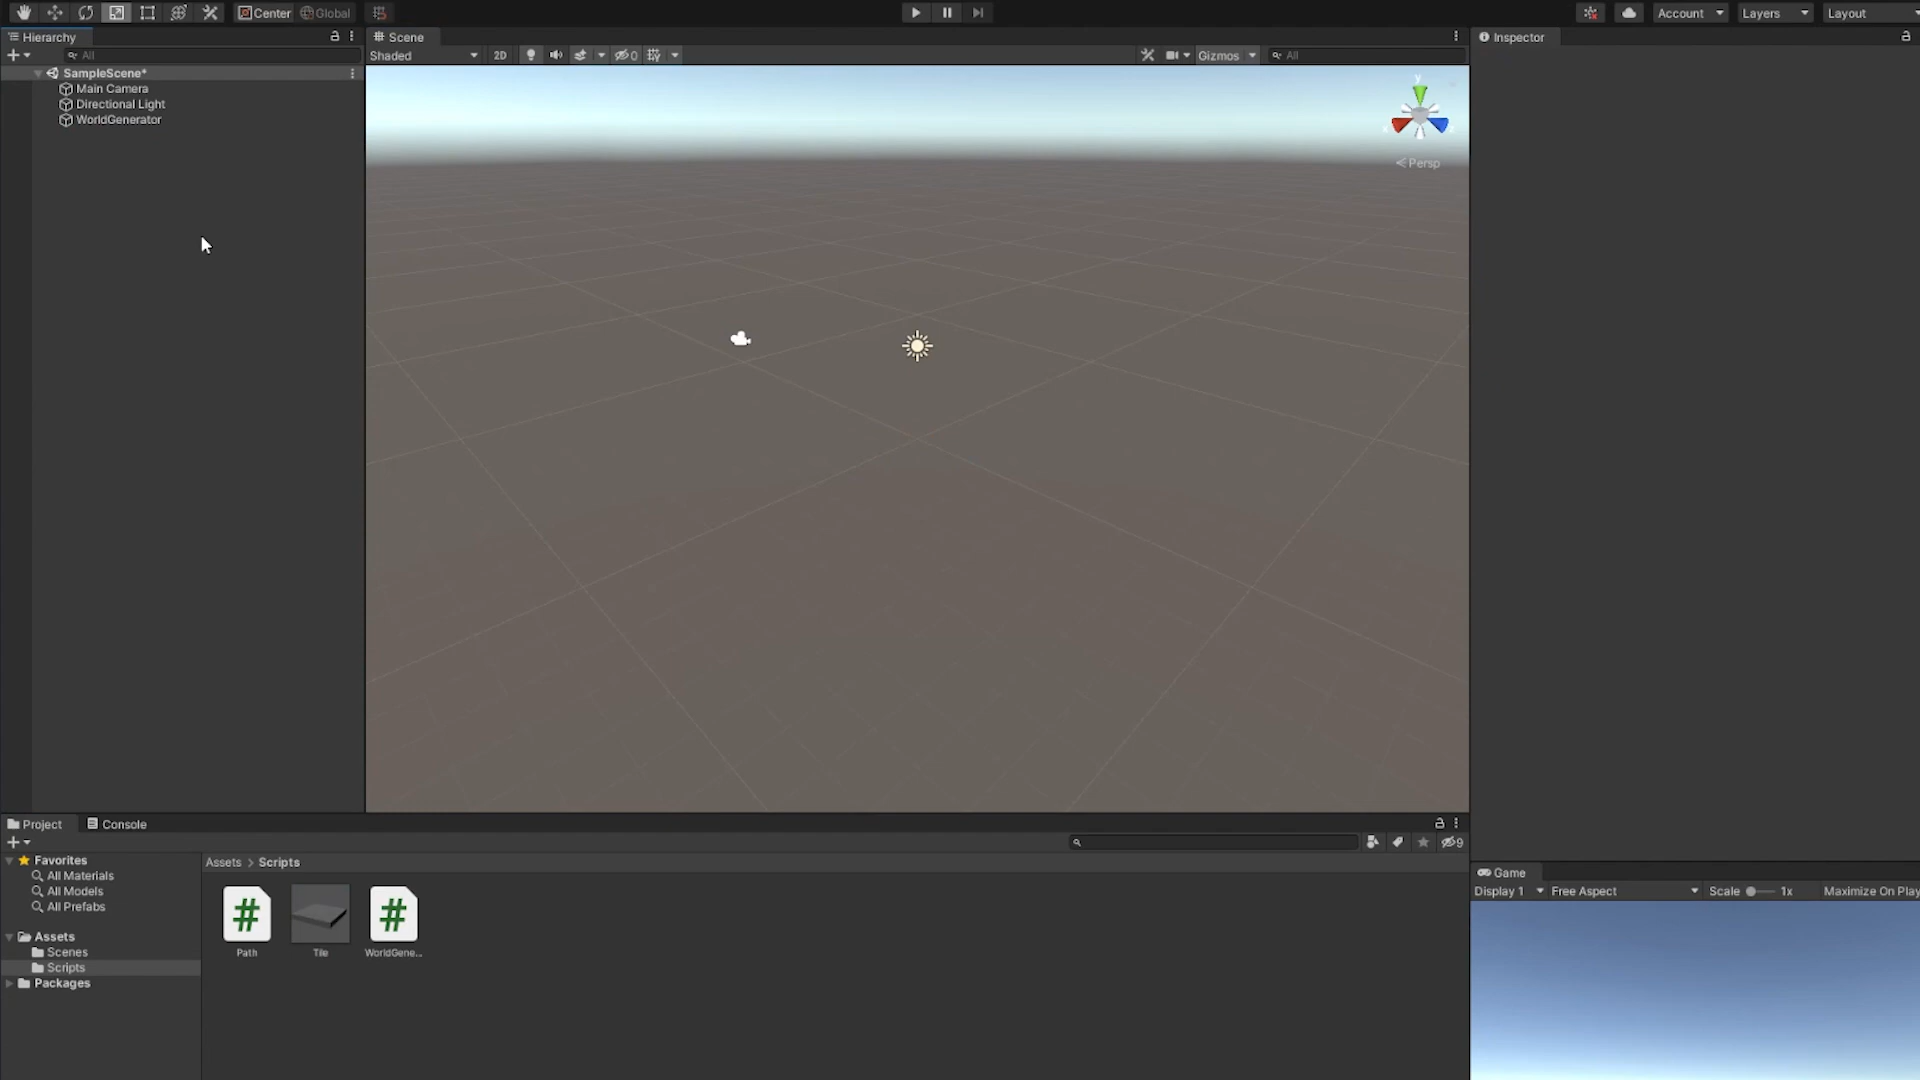 Center Global Account Layers Layout
Hierarchy Scene Inspector
All Shaded 2D 0 Gizmos All
SampleScene*
Main Camera
Directional Light
WorldGenerator
y
Persp
Project Console
9
Favorites
All Materials
All Models
All Prefabs
Assets
Scenes
Scripts
Packages
Assets > Scripts
# # 
Path Tile WorldGene...
Game
Display 1 Free Aspect Scale 1x Maximize On Play